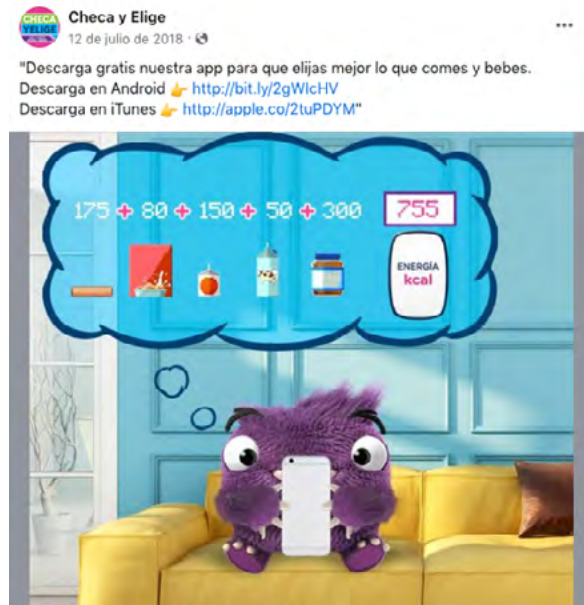 CHECA
YELIGE
Checa y Elige
12 de julio de 2018
"Descarga gratis nuestra app para que elijas mejor lo que comes y bebes.
Descarga en Android 👉 http://bit.ly/2gWlcHV
Descarga en iTunes 👉 http://apple.co/2tuPDYM"
175 + 80 + 150 + 50 + 300 755
ENERGÍA
kcal